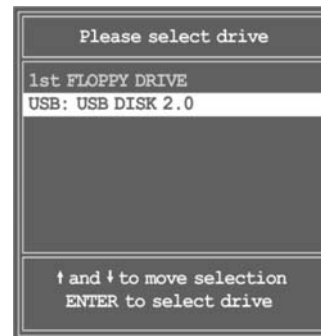 Please select drive
1st FLOPPY DRIVE
USB: USB DISK 2.0
↑ and ↓ to move selection
ENTER to select drive